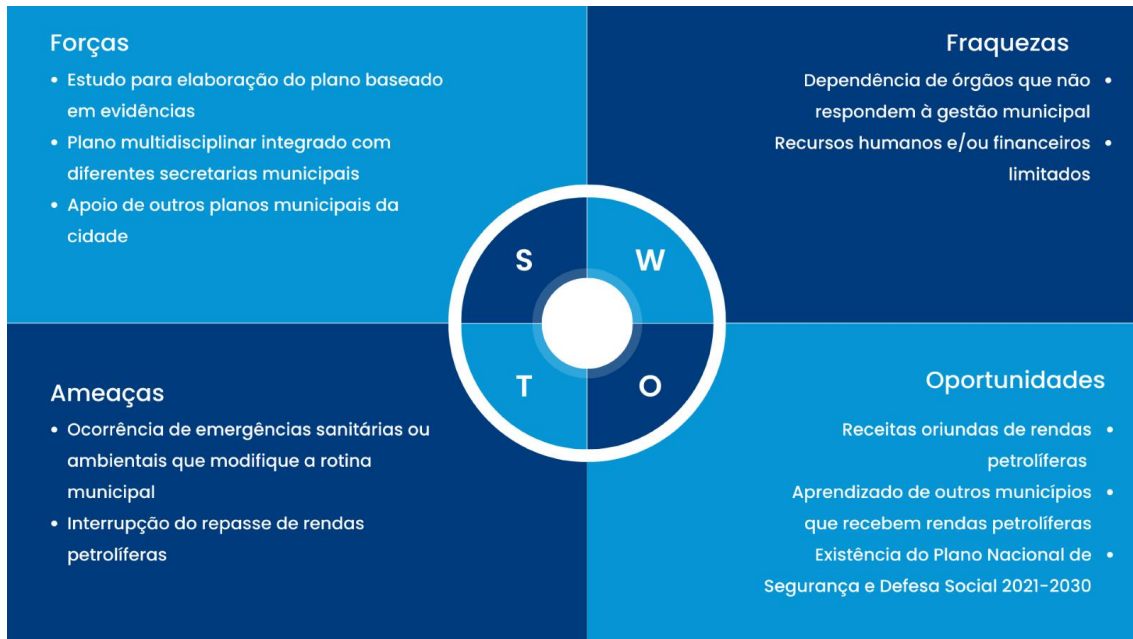 Forças
• Estudo para elaboração do plano baseado
em evidências
• Plano multidisciplinar integrado com
diferentes secretarias municipais
• Apoio de outros planos municipais da
cidade
Fraquezas
Dependência de órgãos que não •
respondem à gestão municipal
Recursos humanos e/ou financeiros •
limitados
S
W
T
O
Ameaças
• Ocorrência de emergências sanitárias ou
ambientais que modifique a rotina
municipal
• Interrupção do repasse de rendas
petrolíferas
Oportunidades
Receitas oriundas de rendas •
petrolíferas
Aprendizado de outros municípios •
que recebem rendas petrolíferas
Existência do Plano Nacional de •
Segurança e Defesa Social 2021-2030